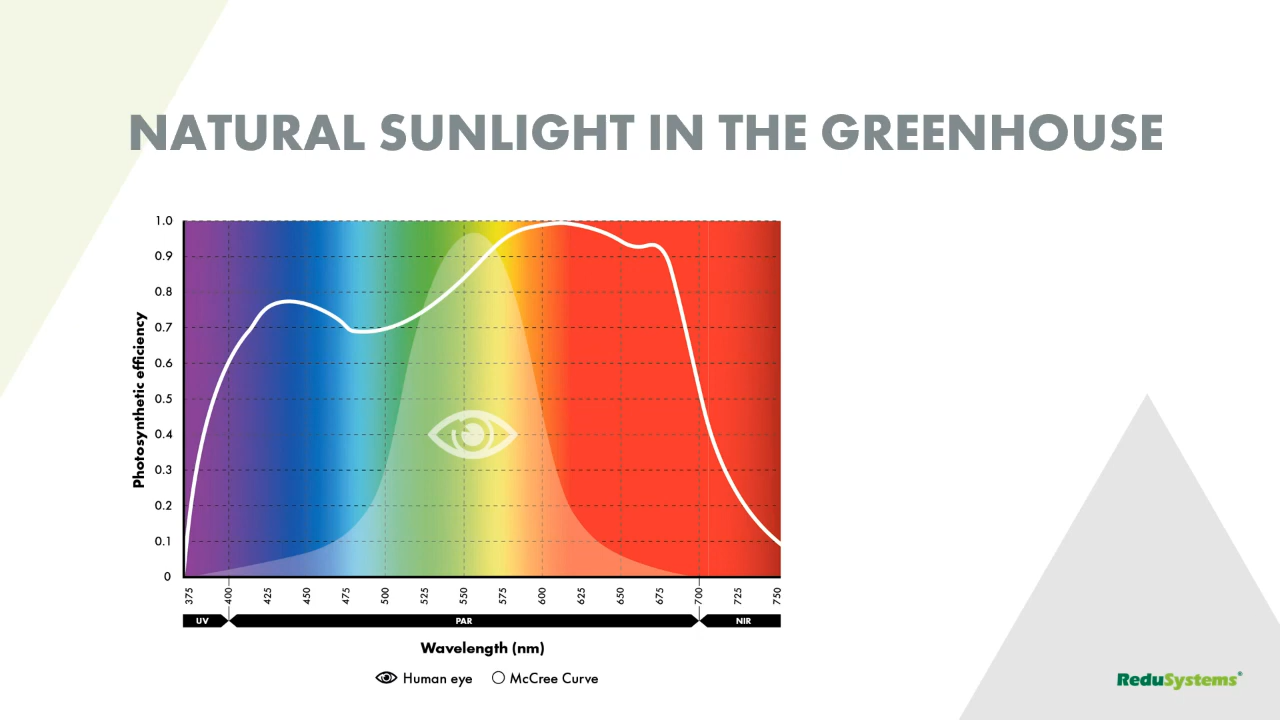 NATURAL SUNLIGHT IN THE GREENHOUSE
Photosynthetic efficiency
1.0
0.9
0.8
0.7
0.6
0.5
0.4
0.3
0.2
0.1
0
375 400 425 450 475 500 525 550 575 600 625 650 675 700 725 750
UV PAR NIR
Wavelength (nm)
Human eye McCree Curve
ReduSystems®